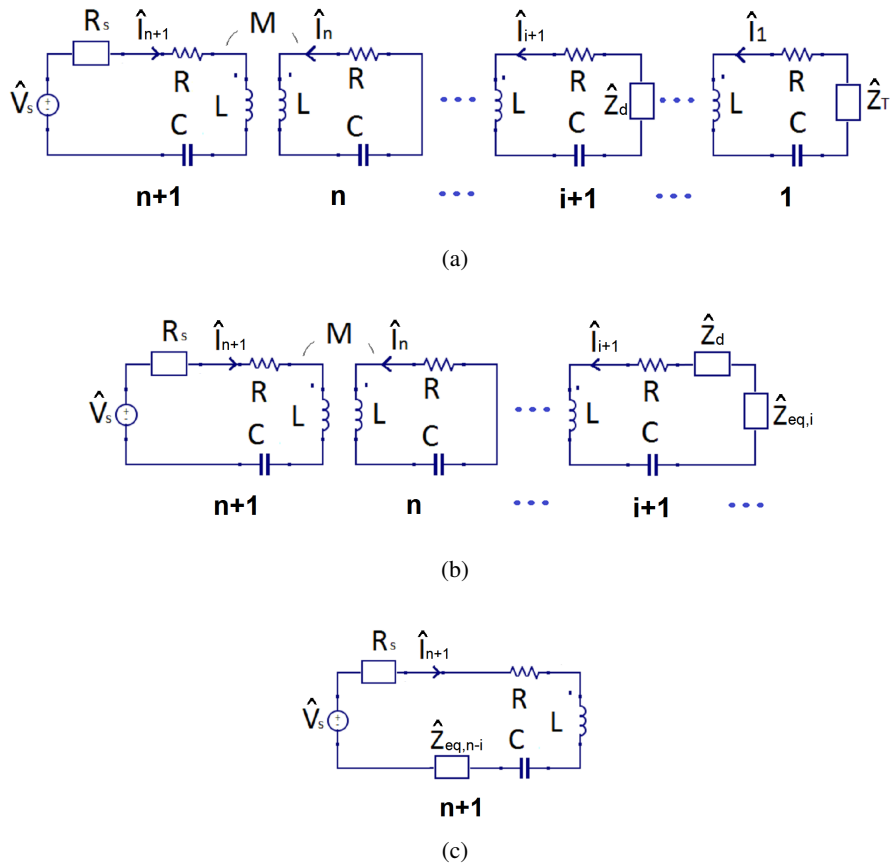 Rs În+1 M În Îi+1 Î1
R R R R
V̂s L L L Ẑd L ẐT
C C C C
+ -
n+1 n i+1 1
(a)
Rs În+1 M În Îi+1 Ẑd
R R R
V̂s L L L Ẑeq,i
C C C
+ -
n+1 n i+1
(b)
Rs În+1
R
V̂s L
Ẑeq,n-i C
+ -
n+1
(c)